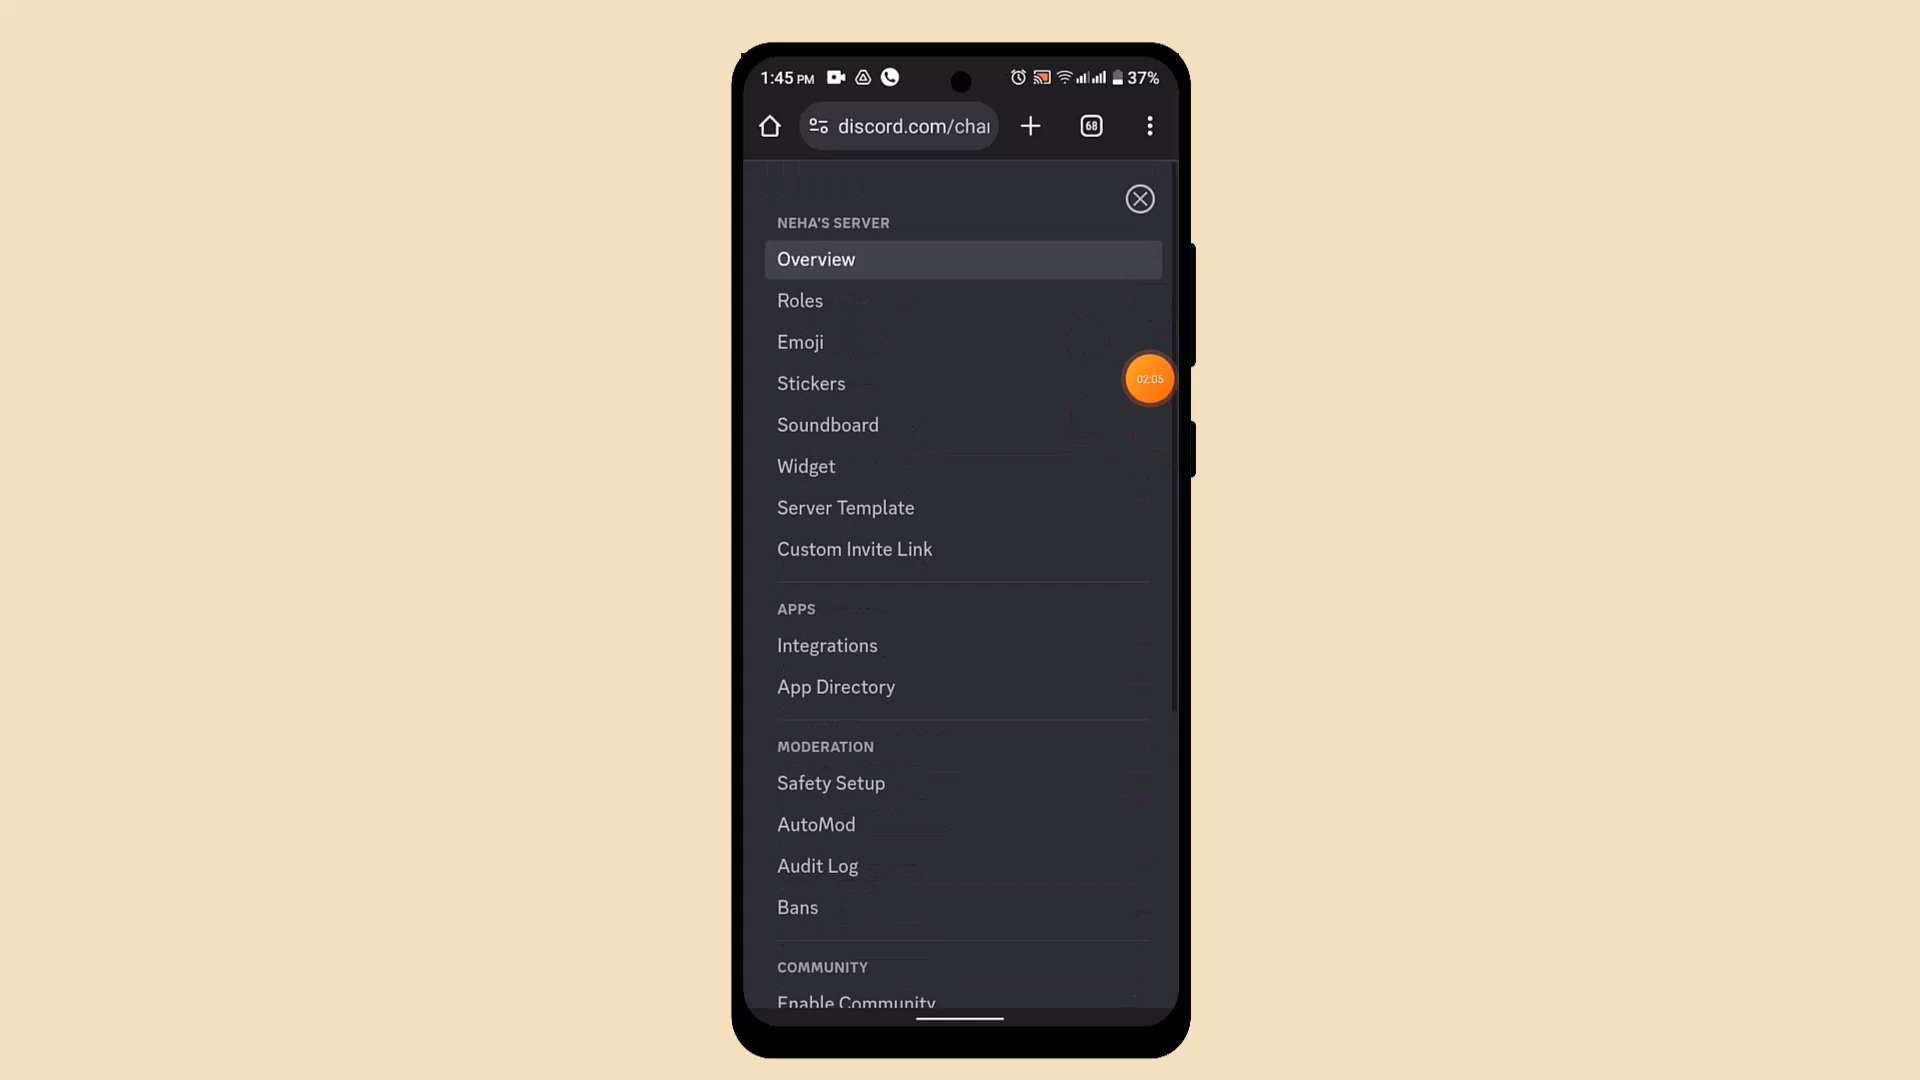 1:45 PM 37%
discord.com/chai 68
NEHA'S SERVER
Overview
Roles
Emoji
Stickers
02:05
Soundboard
Widget
Server Template
Custom Invite Link
APPS
Integrations
App Directory
MODERATION
Safety Setup
AutoMod
Audit Log
Bans
COMMUNITY
Enable Community